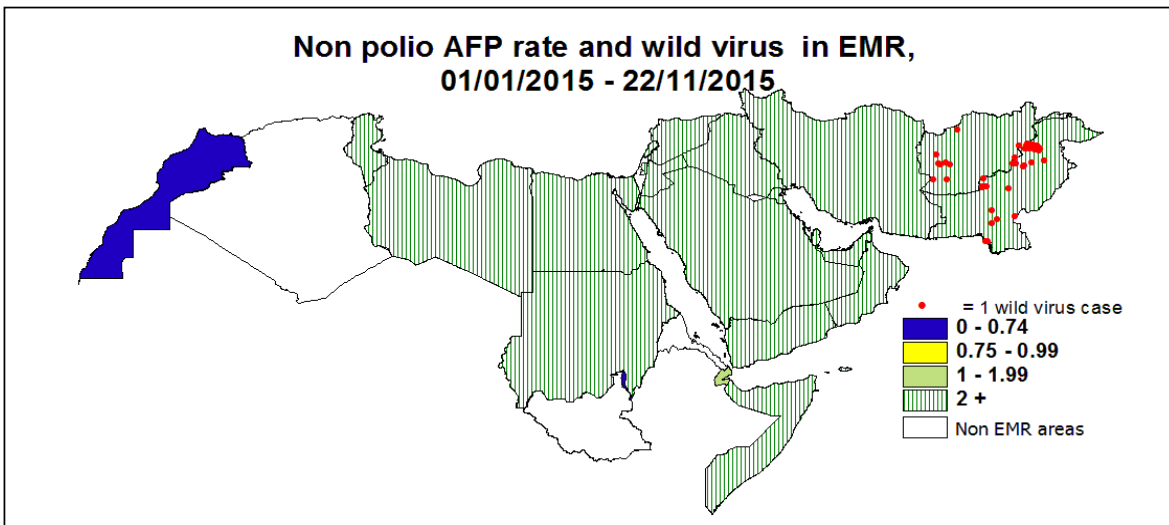 Non polio AFP rate and wild virus in EMR,
01/01/2015 - 22/11/2015
= 1 wild virus case
0 - 0.74
0.75 - 0.99
1 - 1.99
2 +
Non EMR areas